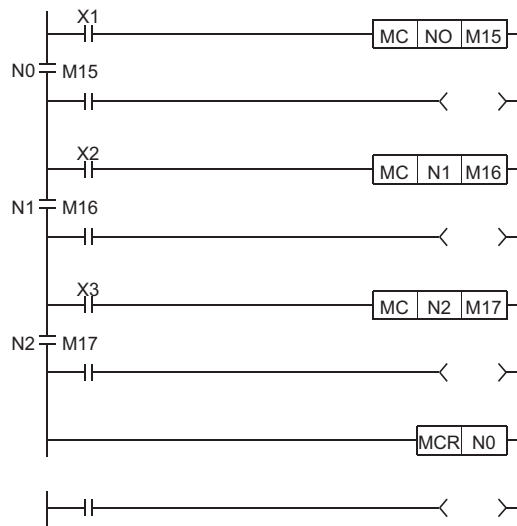 X1
MC NO M15
N0 M15
X2
MC N1 M16
N1 M16
X3
MC N2 M17
N2 M17
MCR N0